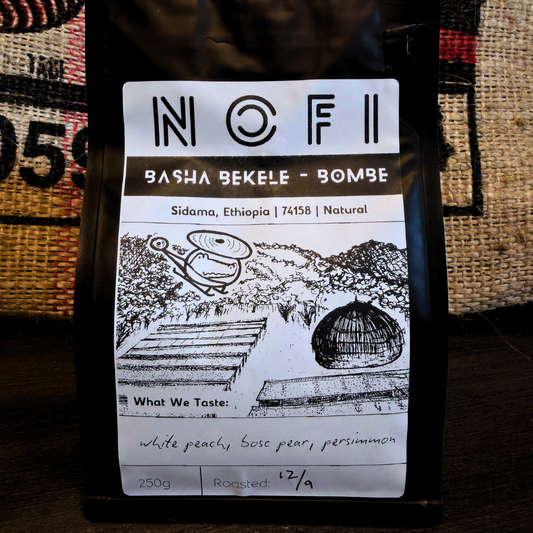 NOFI
BASHA BEKELE - BOMBE
Sidama, Ethiopia | 74158 | Natural
What We Taste:
white peach, bosc pear, persimmon
250g
Roasted: 12/9
059